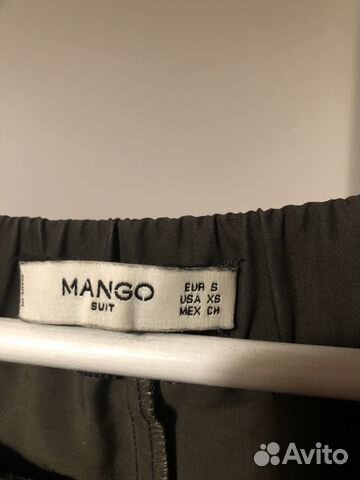 MANGO
SUIT
EUR S
USA XS
MEX CH
Avito